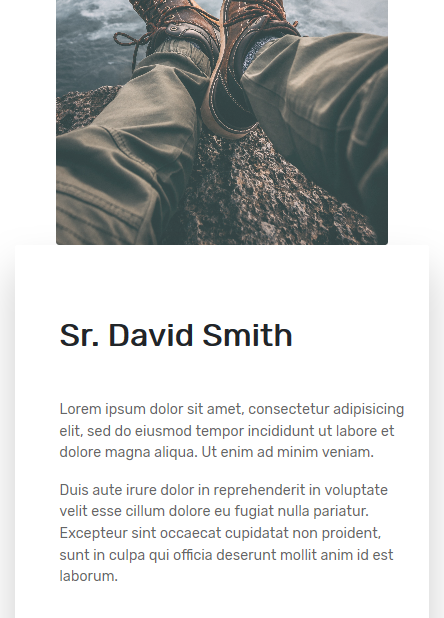 Sr. David Smith
Lorem ipsum dolor sit amet, consectetur adipisicing
elit, sed do eiusmod tempor incididunt ut labore et
dolore magna aliqua. Ut enim ad minim veniam.
Duis aute irure dolor in reprehenderit in voluptate
velit esse cillum dolore eu fugiat nulla pariatur.
Excepteur sint occaecat cupidatat non proident,
sunt in culpa qui officia deserunt mollit anim id est
laborum.